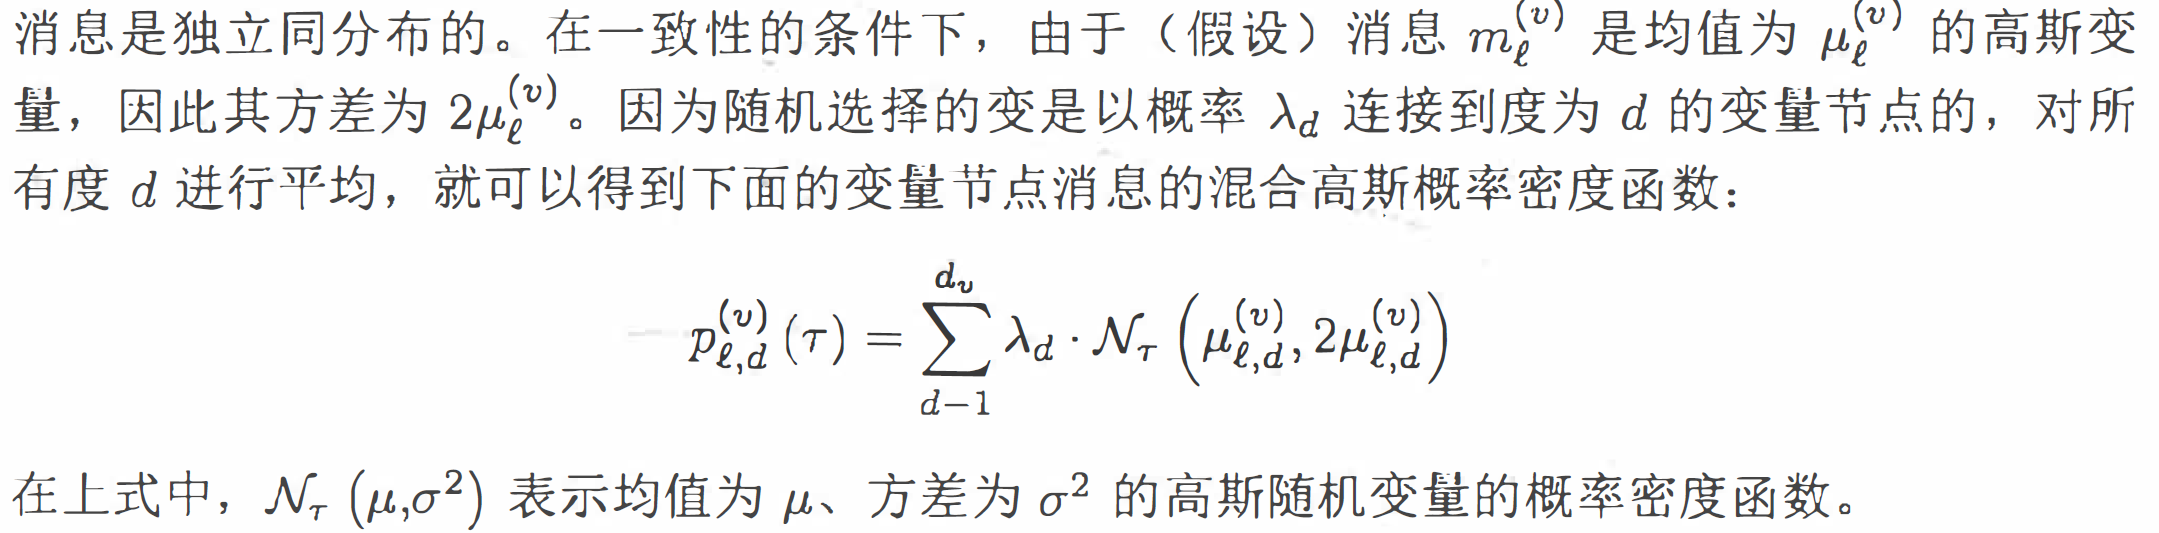 消息是独立同分布的。在一致性的条件下，由于（假设）消息 $m_{\ell}^{(v)}$ 是均值为 $\mu_{\ell}^{(v)}$ 的高斯变
量，因此其方差为 $2\mu_{\ell}^{(v)}$。因为随机选择的变是以概率 $\lambda_d$ 连接到度为 $d$ 的变量节点的，对所
有度 $d$ 进行平均，就可以得到下面的变量节点消息的混合高斯概率密度函数：
$p_{\ell,d}^{(v)}(\tau) = \sum_{d-1}^{d_v} \lambda_d \cdot \mathcal{N}_{\tau}\left(\mu_{\ell,d}^{(v)}, 2\mu_{\ell,d}^{(v)}\right)$
在上式中，$\mathcal{N}_{\tau}(\mu,\sigma^2)$ 表示均值为 $\mu$、方差为 $\sigma^2$ 的高斯随机变量的概率密度函数。